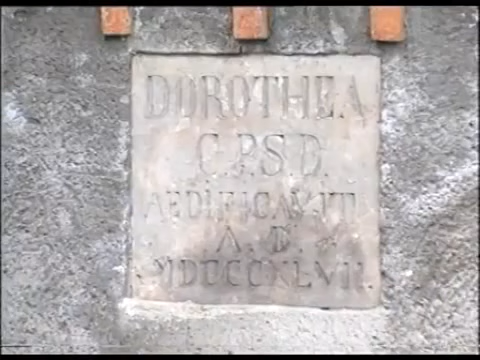 DOROTHEA
C.P.S.D.
AEDIFICAVIT
A. D.
MDCCCXLVII.